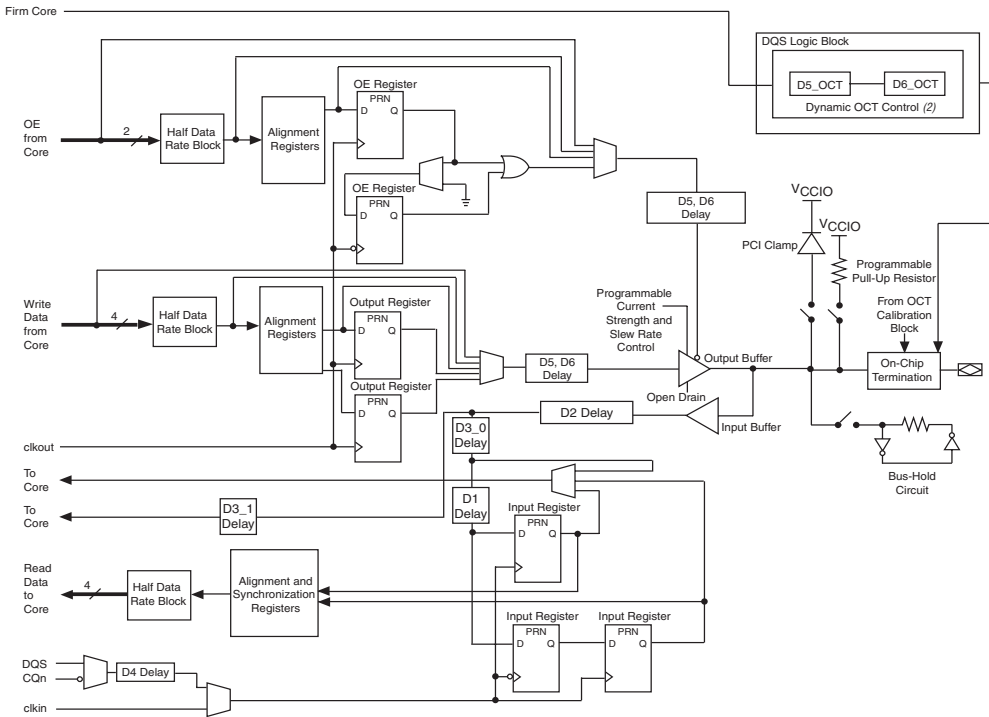 Firm Core
DQS Logic Block
D5_OCT
D6_OCT
Dynamic OCT Control (2)
OE
from
Core
2
Half Data
Rate Block
Alignment
Registers
OE Register
PRN
D
Q
OE Register
PRN
D
Q
D5, D6
Delay
VCCIO
VCCIO
PCI Clamp
Programmable
Pull-Up Resistor
From OCT
Calibration
Block
On-Chip
Termination
Write
Data
from
Core
4
Half Data
Rate Block
Alignment
Registers
Output Register
PRN
D
Q
Output Register
PRN
D
Q
D5, D6
Delay
Programmable
Current
Strength and
Slew Rate
Control
Output Buffer
Open Drain
Input Buffer
D2 Delay
D3_0
Delay
clkout
To
Core
To
Core
D3_1
Delay
D1
Delay
Bus-Hold
Circuit
Input Register
PRN
D
Q
Read
Data
to
Core
4
Half Data
Rate Block
Alignment and
Synchronization
Registers
Input Register
PRN
D
Q
Input Register
PRN
D
Q
DQS
CQn
D4 Delay
clkin